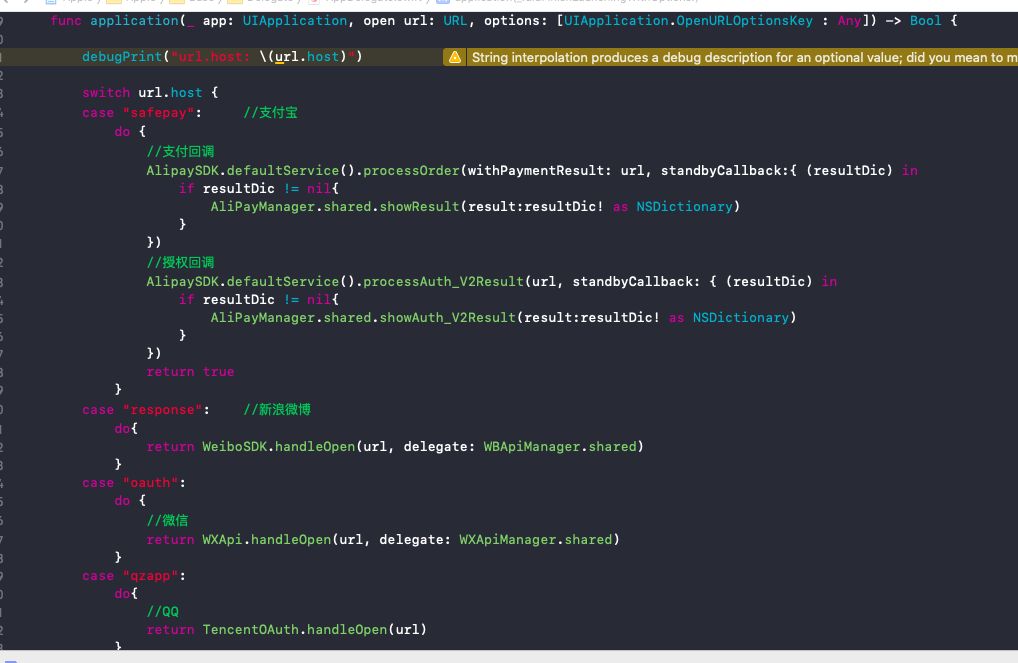 func application(_ app: UIApplication, open url: URL, options: [UIApplication.OpenURLOptionsKey : Any]) -> Bool {
debugPrint("url.host: \(url.host)")
String interpolation produces a debug description for an optional value; did you mean to m
switch url.host {
case "safepay": //支付宝
do {
//支付回调
AlipaySDK.defaultService().processOrder(withPaymentResult: url, standbyCallback:{ (resultDic) in
if resultDic != nil{
AliPayManager.shared.showResult(result:resultDic! as NSDictionary)
}
})
//授权回调
AlipaySDK.defaultService().processAuth_V2Result(url, standbyCallback: { (resultDic) in
if resultDic != nil{
AliPayManager.shared.showAuth_V2Result(result:resultDic! as NSDictionary)
}
})
return true
}
case "response": //新浪微博
do{
return WeiboSDK.handleOpen(url, delegate: WBApiManager.shared)
}
case "oauth":
do {
//微信
return WXApi.handleOpen(url, delegate: WXApiManager.shared)
}
case "qzapp":
do{
//QQ
return TencentOAuth.handleOpen(url)
}